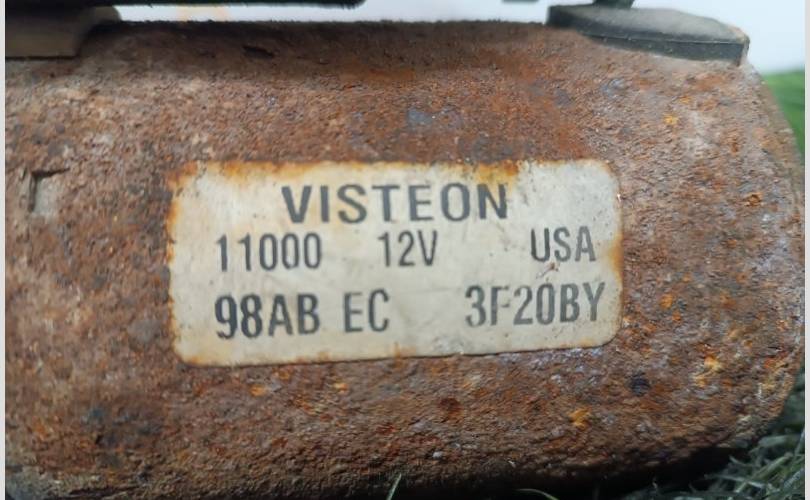 VISTEON
11000 12V USA
98AB EC 3F20BY